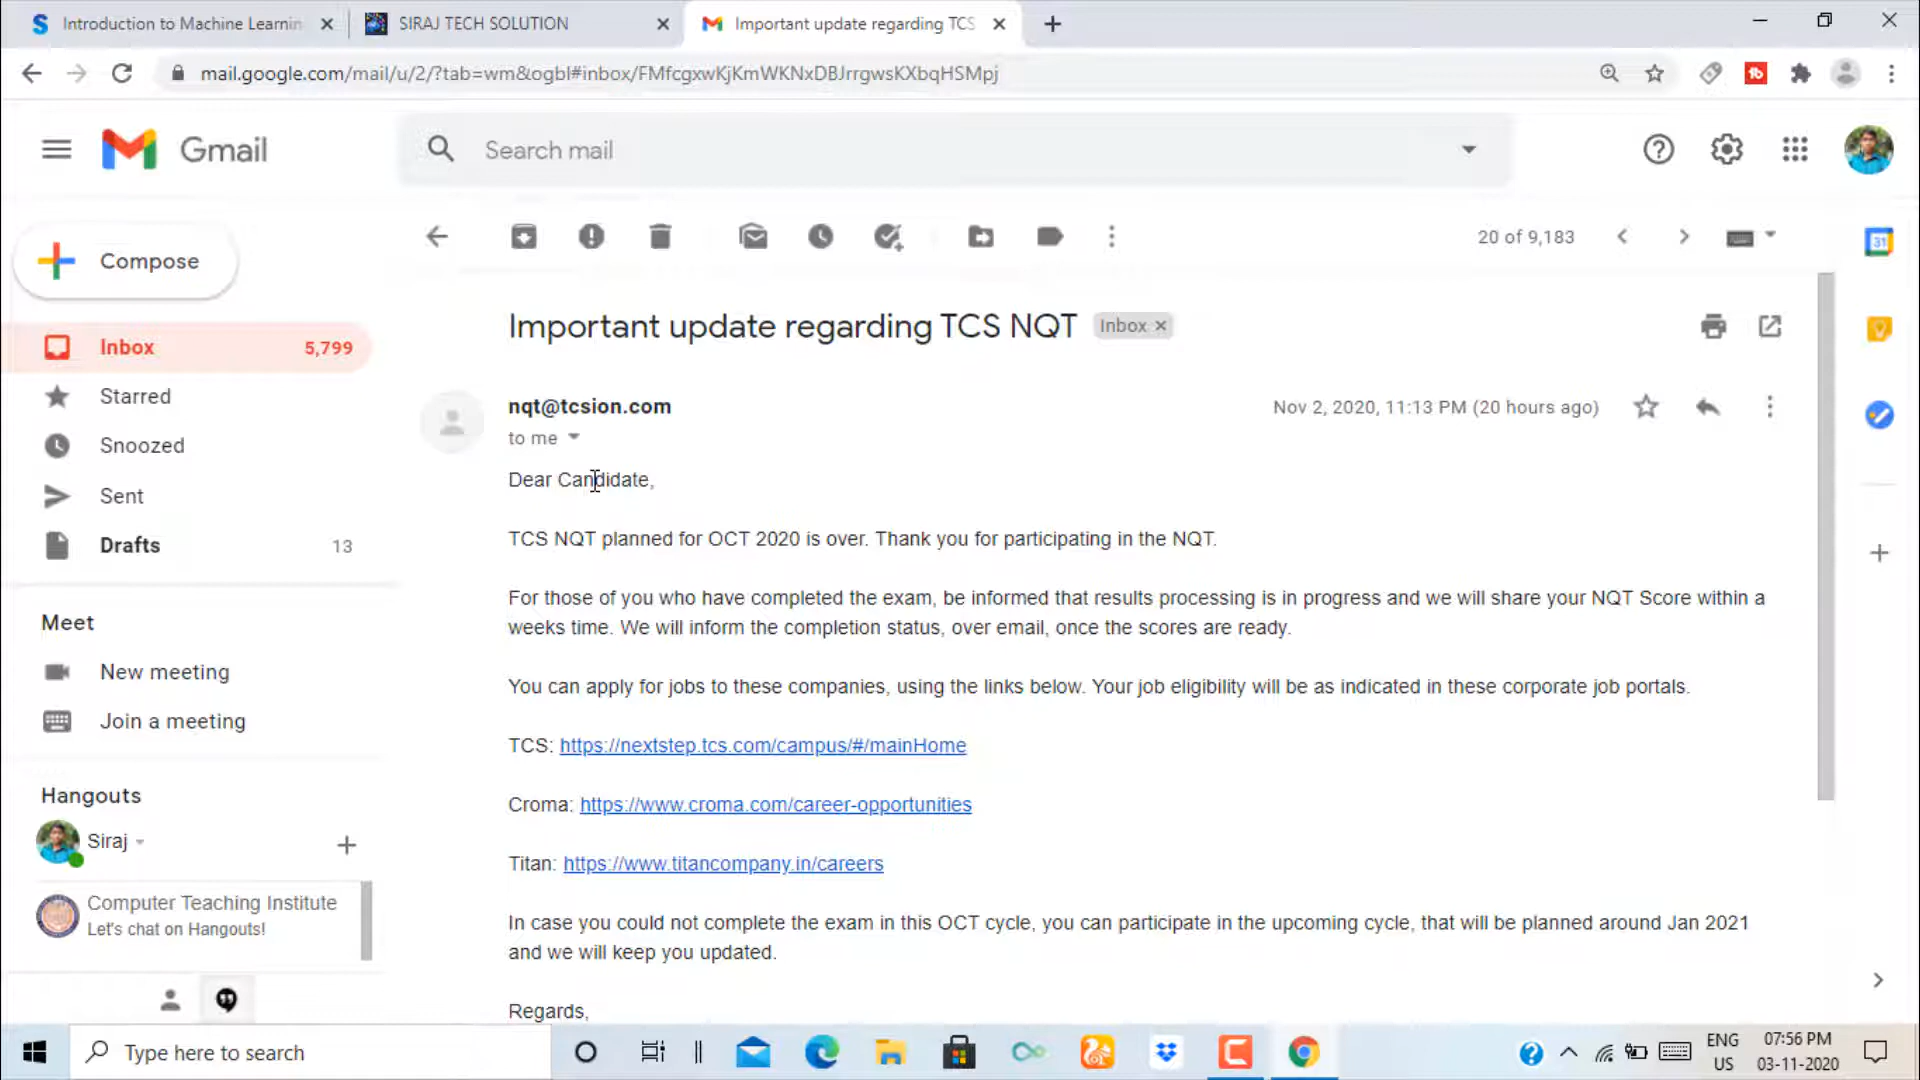 Introduction to Machine Learnin
SIRAJ TECH SOLUTION
Important update regarding TCS
mail.google.com/mail/u/2/?tab=wm&ogbl#inbox/FMfcgxwKjKmWKNxDBJrrgwsKXbqHSMpj
Gmail
Search mail
Compose
20 of 9,183
Inbox 5,799
Starred
Snoozed
Sent
Drafts 13
Meet
New meeting
Join a meeting
Hangouts
Siraj
Computer Teaching Institute
Let's chat on Hangouts!
Important update regarding TCS NQT Inbox ×
nqt@tcsion.com
Nov 2, 2020, 11:13 PM (20 hours ago)
to me
Dear Candidate,
TCS NQT planned for OCT 2020 is over. Thank you for participating in the NQT.
For those of you who have completed the exam, be informed that results processing is in progress and we will share your NQT Score within a
weeks time. We will inform the completion status, over email, once the scores are ready.
You can apply for jobs to these companies, using the links below. Your job eligibility will be as indicated in these corporate job portals.
TCS: https://nextstep.tcs.com/campus/#/mainHome
Croma: https://www.croma.com/career-opportunities
Titan: https://www.titancompany.in/careers
In case you could not complete the exam in this OCT cycle, you can participate in the upcoming cycle, that will be planned around Jan 2021
and we will keep you updated.
Regards,
31
Type here to search
ENG
US
07:56 PM
03-11-2020